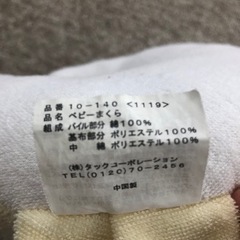 品番 10-140 <1119>
品名 ベビーまくら
組成 パイル部分 綿100%
基布部分 ポリエステル100%
中 綿 ポリエステル100%
(株)タックコーポレーション
TEL(0120)70-2456
中国製